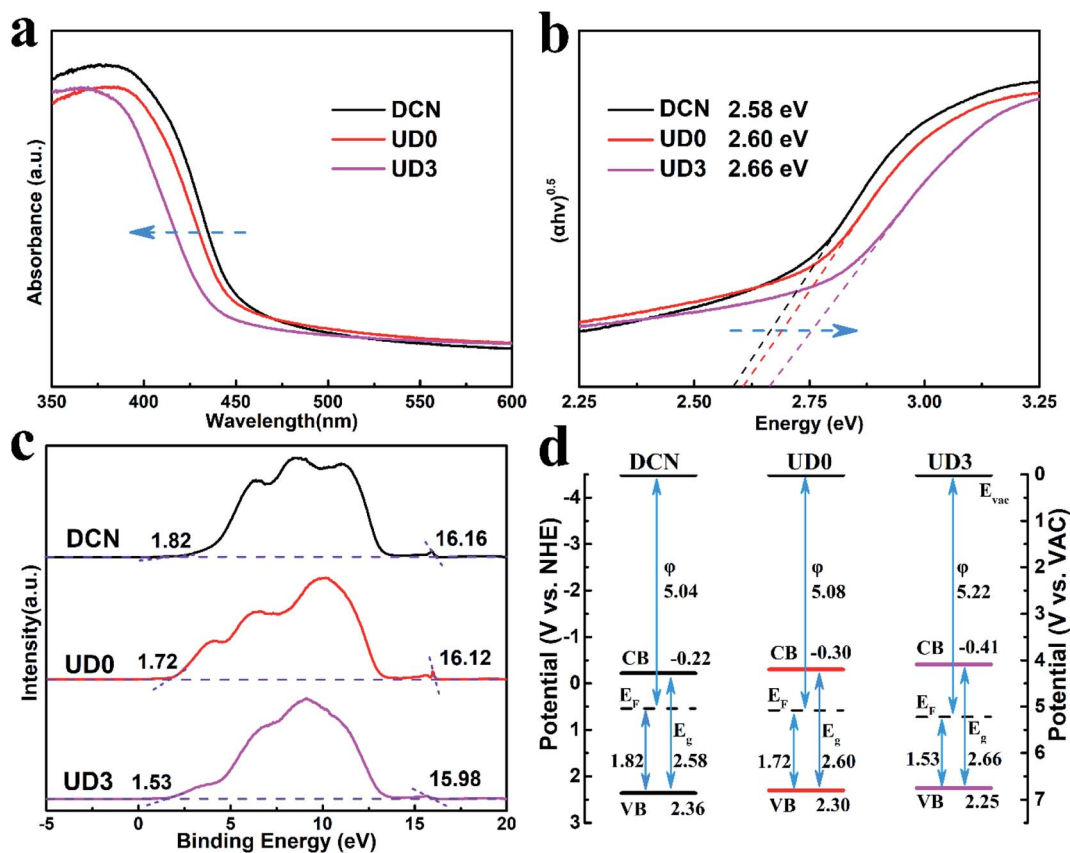 a
DCN
UD0
UD3
Absorbance (a.u.)
350 400 450 500 550 600
Wavelength(nm)
b
DCN 2.58 eV
UD0 2.60 eV
UD3 2.66 eV
(αhν)^0.5
2.25 2.50 2.75 3.00 3.25
Energy (eV)
c
DCN
1.82
16.16
UD0
1.72
16.12
UD3
1.53
15.98
Intensity(a.u.)
-5 0 5 10 15 20
Binding Energy (eV)
d
DCN UD0 UD3
Evac
φ φ φ
5.04 5.08 5.22
CB -0.22 CB -0.30 CB -0.41
EF EF EF
Eg Eg Eg
1.82 2.58 1.72 2.60 1.53 2.66
VB 2.36 VB 2.30 VB 2.25
Potential (V vs. NHE)
-4
-3
-2
-1
0
1
2
3
Potential (V vs. VAC)
0
1
2
3
4
5
6
7